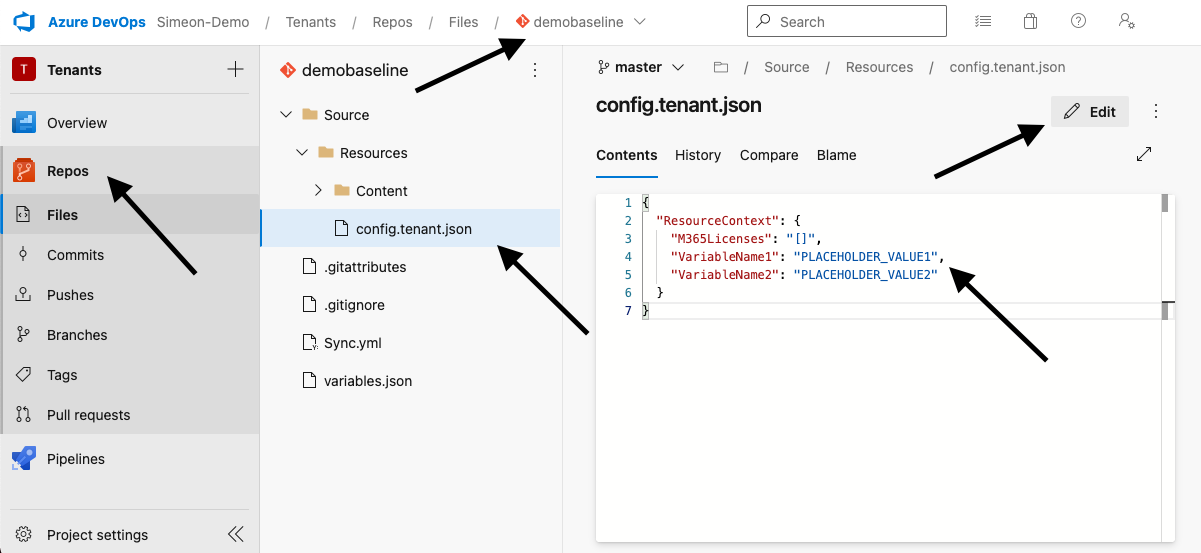 Azure DevOps Simeon-Demo / Tenants / Repos / Files / demobaseline Search
T Tenants
Overview
Repos
Files
Commits
Pushes
Branches
Tags
Pull requests
Pipelines
Project settings
demobaseline
Source
Resources
Content
config.tenant.json
.gitattributes
.gitignore
Sync.yml
variables.json
master / Source / Resources / config.tenant.json
config.tenant.json
Edit
Contents History Compare Blame
1 {
2 "ResourceContext": {
3 "M365Licenses": "[]",
4 "VariableName1": "PLACEHOLDER_VALUE1",
5 "VariableName2": "PLACEHOLDER_VALUE2"
6 }
7 }